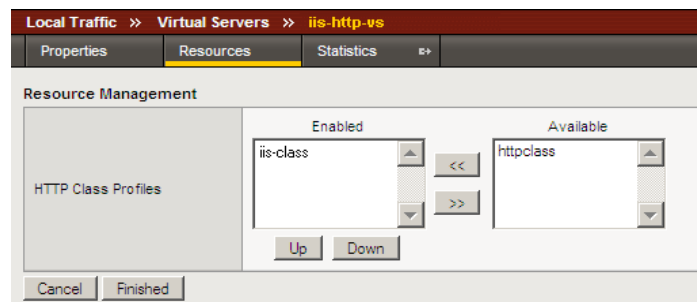 Local Traffic » Virtual Servers » iis-http-vs
Properties Resources Statistics
Resource Management
Enabled Available
iis-class httpclass
<<
HTTP Class Profiles
>>
Up Down
Cancel Finished